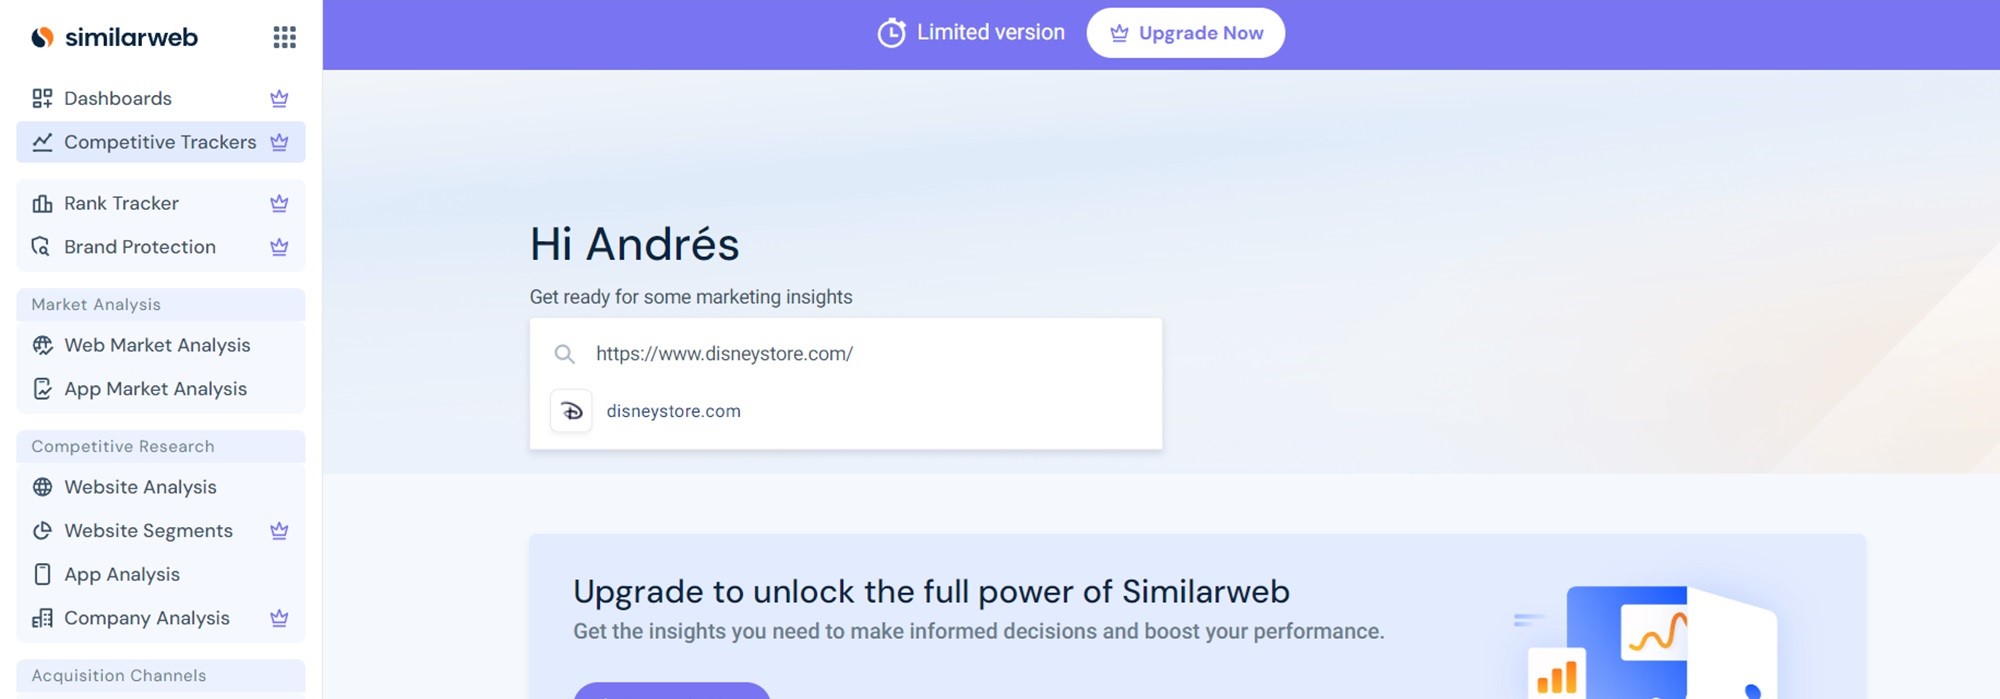 similarweb
Dashboards
Competitive Trackers
Rank Tracker
Brand Protection
Market Analysis
Web Market Analysis
App Market Analysis
Competitive Research
Website Analysis
Website Segments
App Analysis
Company Analysis
Acquisition Channels
Limited version
Upgrade Now
Hi Andrés
Get ready for some marketing insights
https://www.disneystore.com/
disneystore.com
Upgrade to unlock the full power of Similarweb
Get the insights you need to make informed decisions and boost your performance.